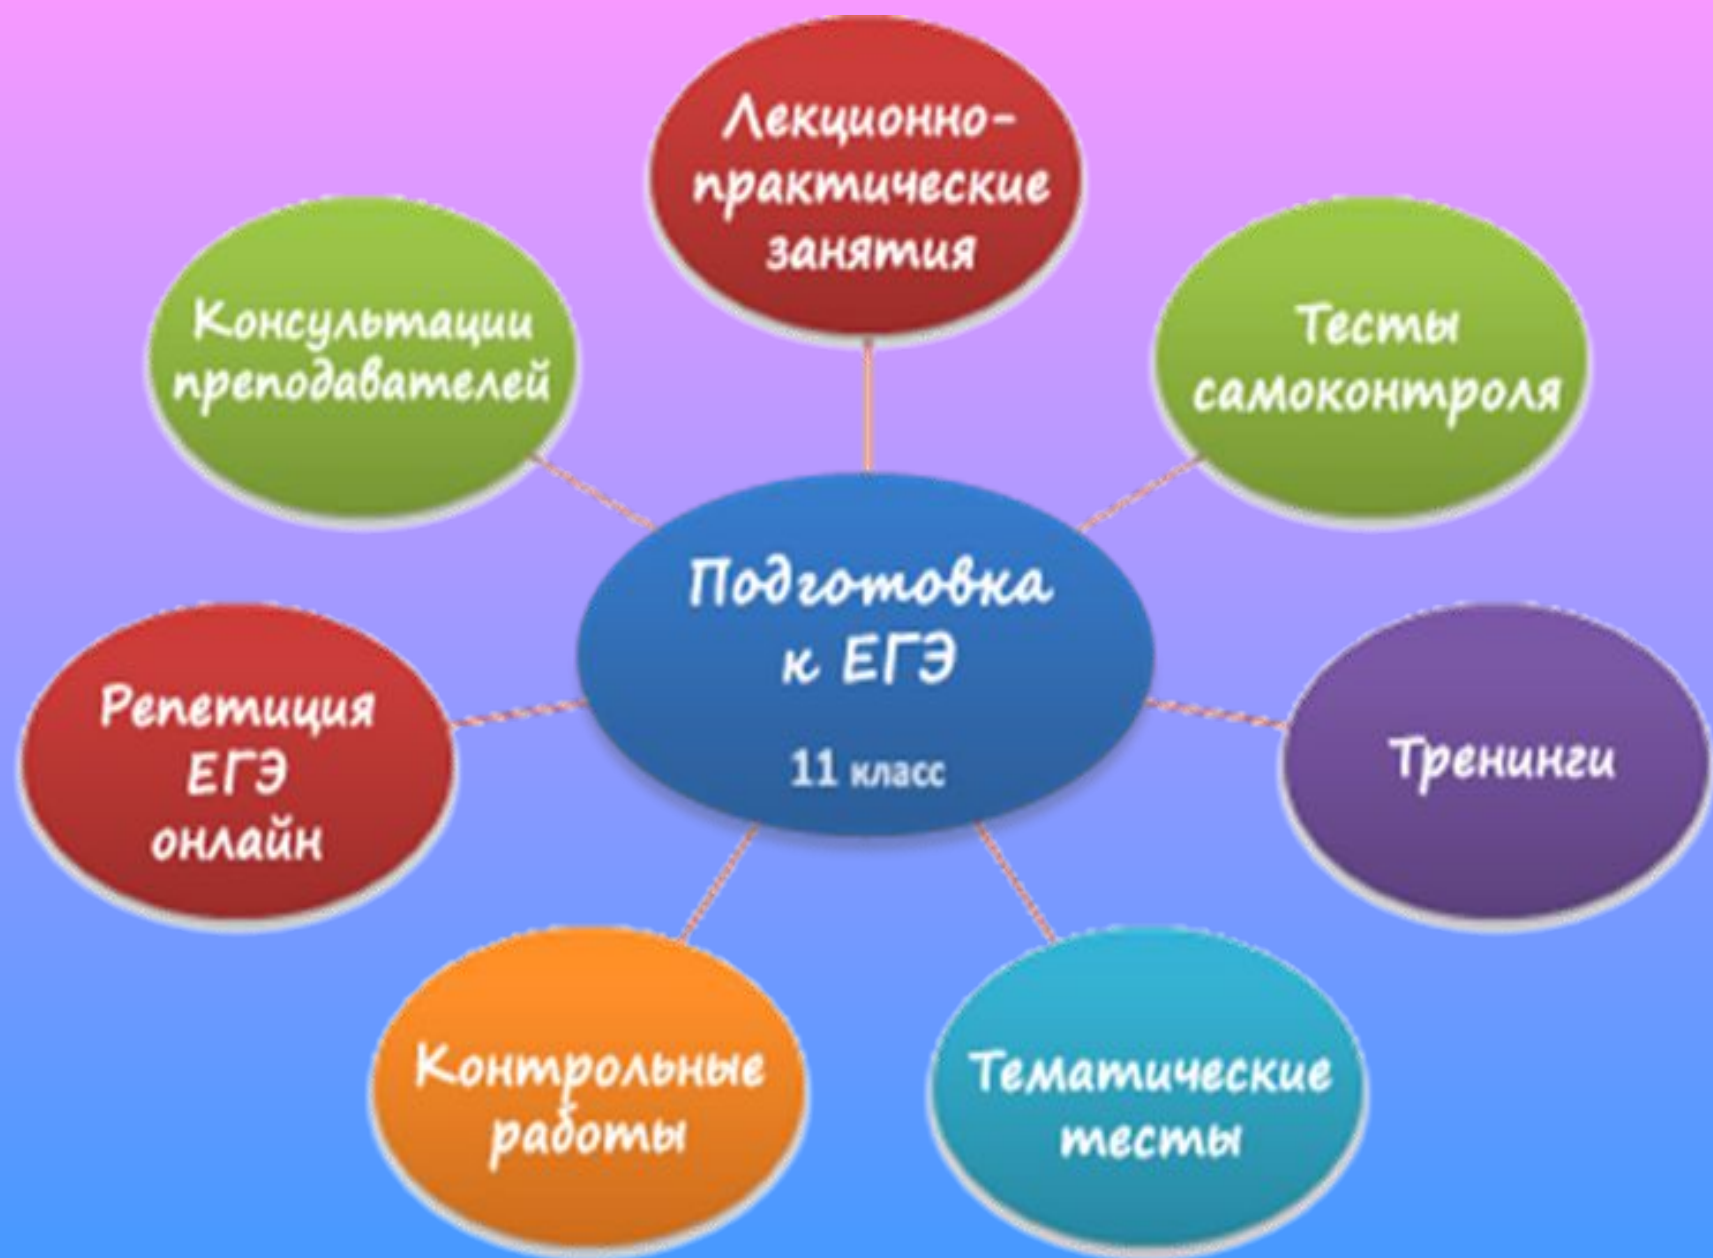 Лекционно-
практические
занятия
Консультации
преподавателей
Тесты
самоконтроля
Подготовка
к ЕГЭ
11 класс
Репетиция
ЕГЭ
онлайн
Тренинги
Контрольные
работы
Тематические
тесты